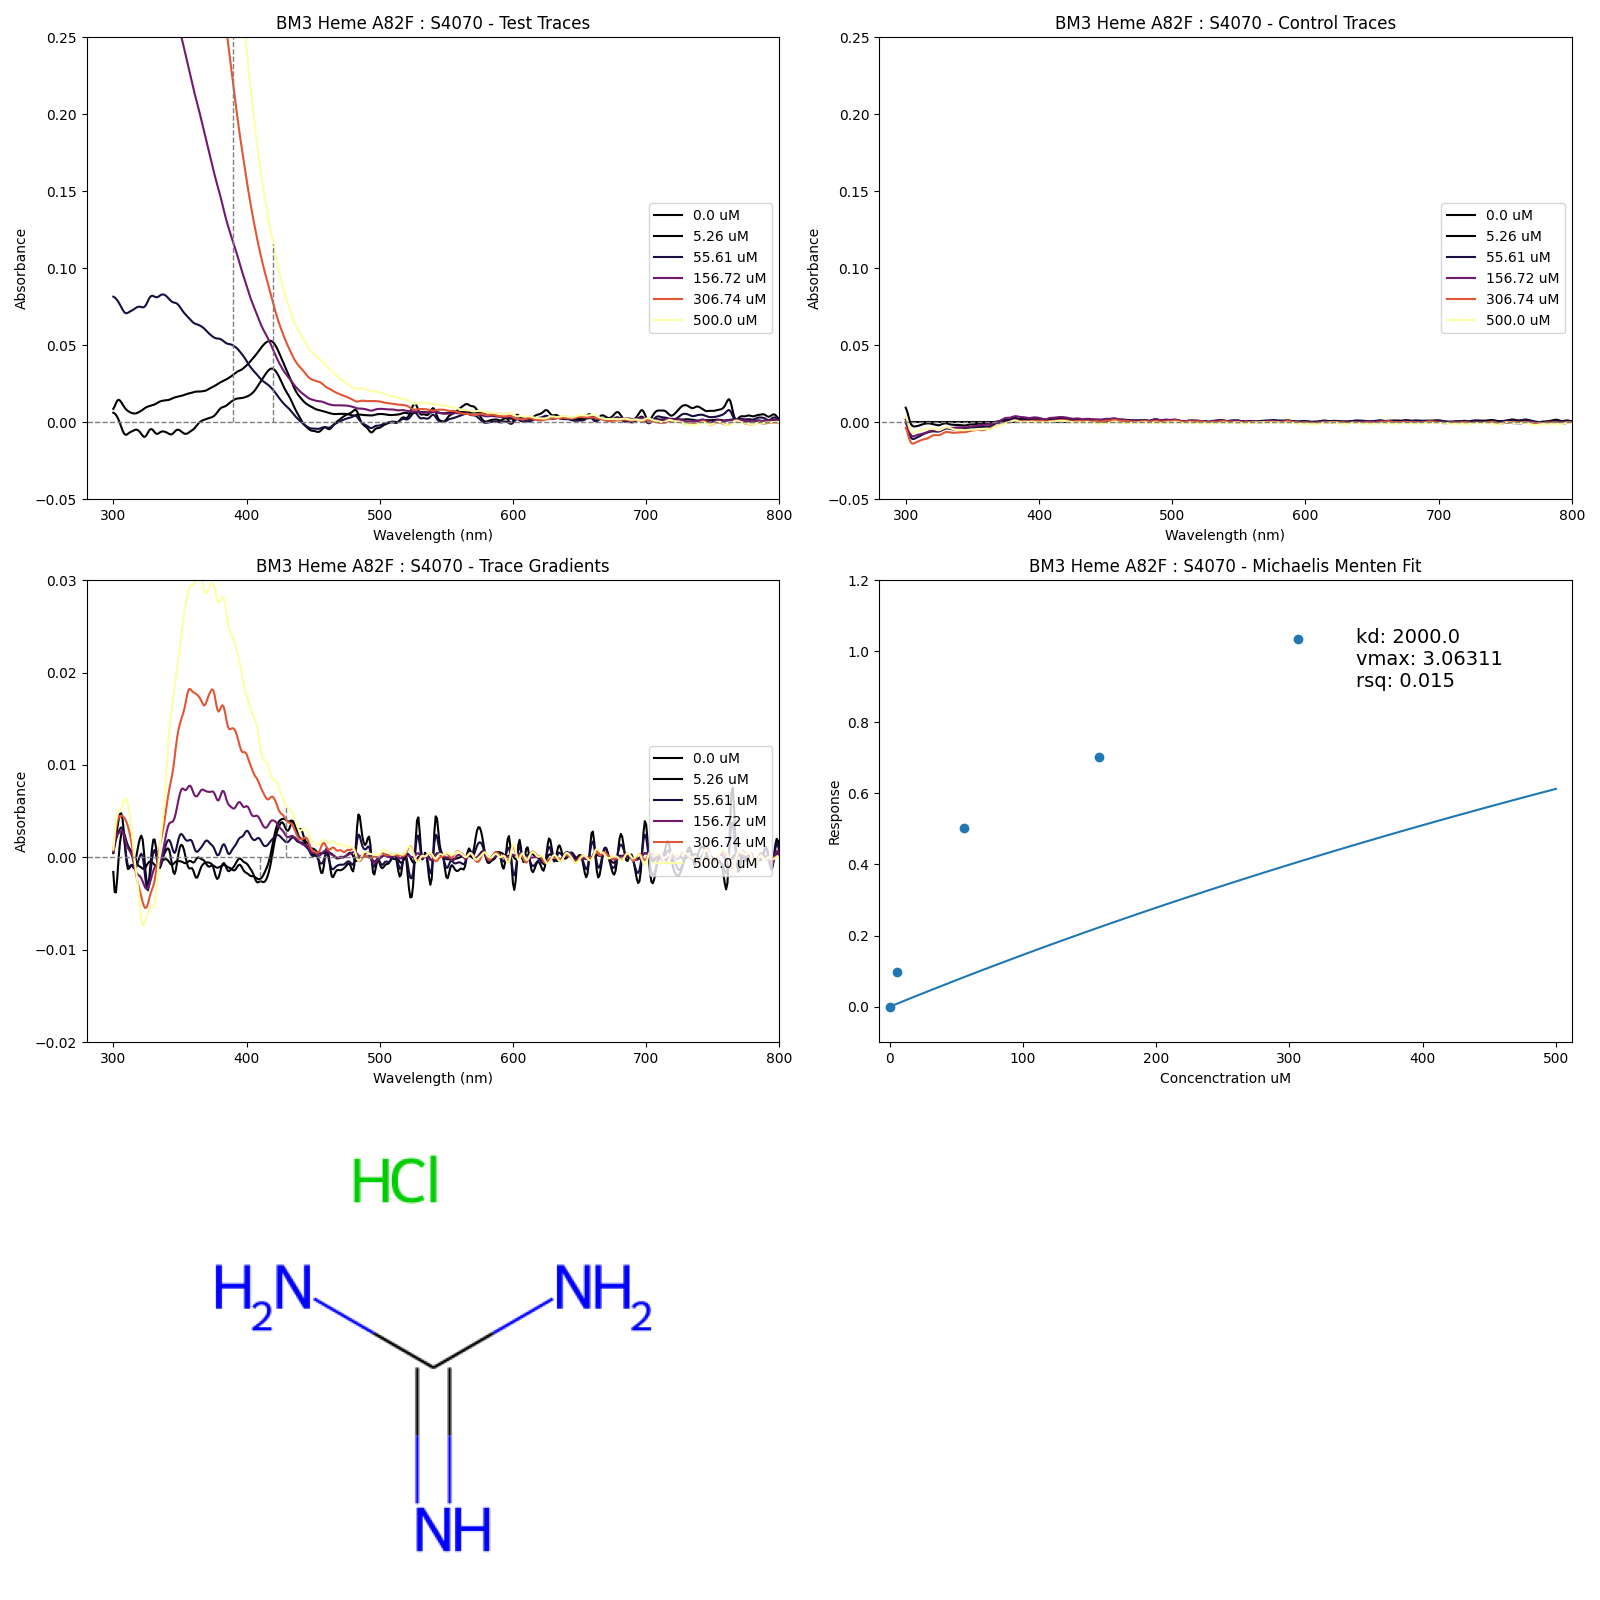 BM3 Heme A82F : S4070 - Test Traces
0.25
0.20
0.15
0.10
0.05
0.00
−0.05
Absorbance
300
400
500
600
700
800
Wavelength (nm)
0.0 uM
5.26 uM
55.61 uM
156.72 uM
306.74 uM
500.0 uM
BM3 Heme A82F : S4070 - Control Traces
0.25
0.20
0.15
0.10
0.05
0.00
−0.05
Absorbance
300
400
500
600
700
800
Wavelength (nm)
0.0 uM
5.26 uM
55.61 uM
156.72 uM
306.74 uM
500.0 uM
BM3 Heme A82F : S4070 - Trace Gradients
0.03
0.02
0.01
0.00
−0.01
−0.02
Absorbance
300
400
500
600
700
800
Wavelength (nm)
0.0 uM
5.26 uM
55.61 uM
156.72 uM
306.74 uM
500.0 uM
BM3 Heme A82F : S4070 - Michaelis Menten Fit
1.2
1.0
0.8
0.6
0.4
0.2
0.0
Response
0
100
200
300
400
500
Concenctration uM
kd: 2000.0
vmax: 3.06311
rsq: 0.015
HCl
H2N
NH2
NH